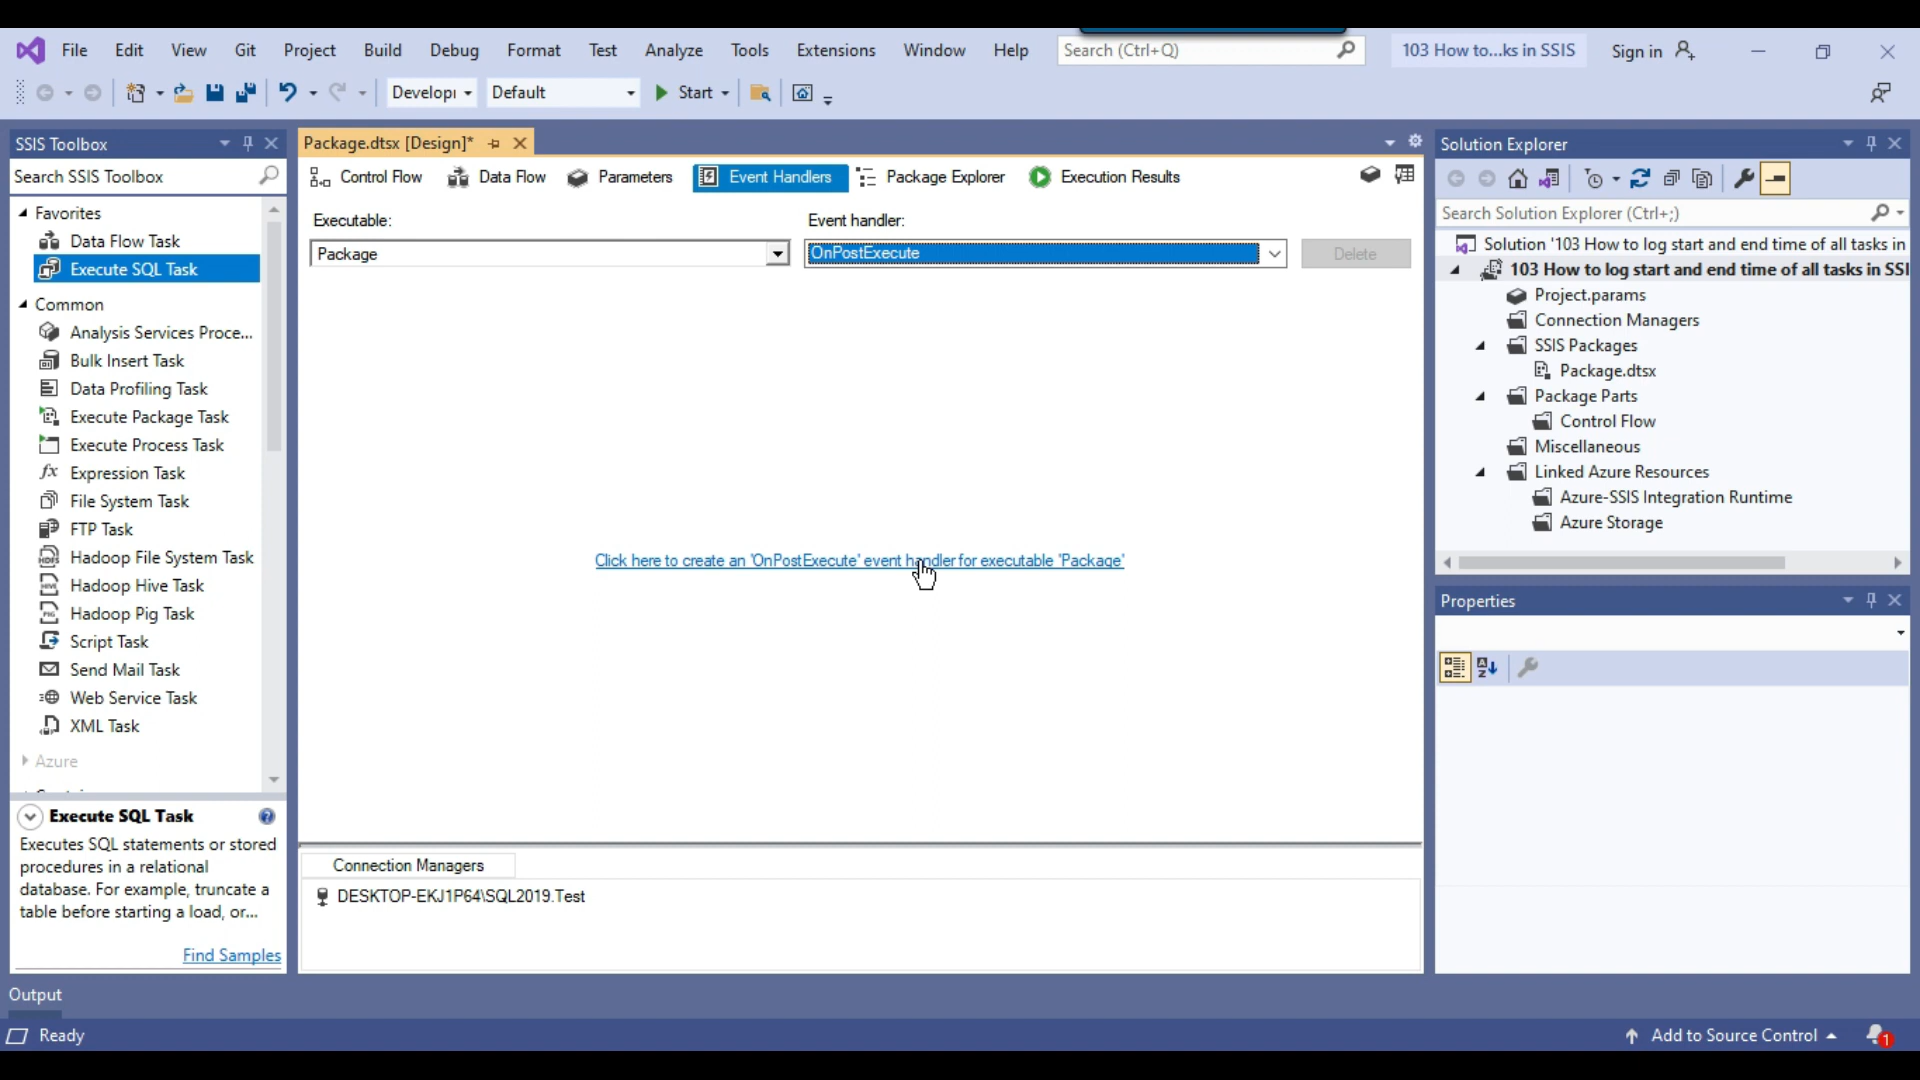 File Edit View Git Project Build Debug Format Test Analyze Tools Extensions Window Help Search (Ctrl+Q) 103 How to...ks in SSIS Sign in
Develop Default Start
SSIS Toolbox
Search SSIS Toolbox
Favorites
Data Flow Task
Execute SQL Task
Common
Analysis Services Proce...
Bulk Insert Task
Data Profiling Task
Execute Package Task
Execute Process Task
fx Expression Task
File System Task
FTP Task
Hadoop File System Task
Hadoop Hive Task
Hadoop Pig Task
Script Task
Send Mail Task
Web Service Task
XML Task
Azure
Execute SQL Task
Executes SQL statements or stored
procedures in a relational
database. For example, truncate a
table before starting a load, or...
Find Samples
Package.dtsx [Design]*
Control Flow Data Flow Parameters Event Handlers Package Explorer Execution Results
Executable: Event handler:
Package OnPostExecute Delete
Click here to create an 'OnPostExecute' event handler for executable 'Package'
Connection Managers
DESKTOP-EKJ1P64\SQL2019.Test
Solution Explorer
Search Solution Explorer (Ctrl+;)
Solution '103 How to log start and end time of all tasks in
103 How to log start and end time of all tasks in SSI
Project.params
Connection Managers
SSIS Packages
Package.dtsx
Package Parts
Control Flow
Miscellaneous
Linked Azure Resources
Azure-SSIS Integration Runtime
Azure Storage
Properties
Output
Ready
Add to Source Control 1